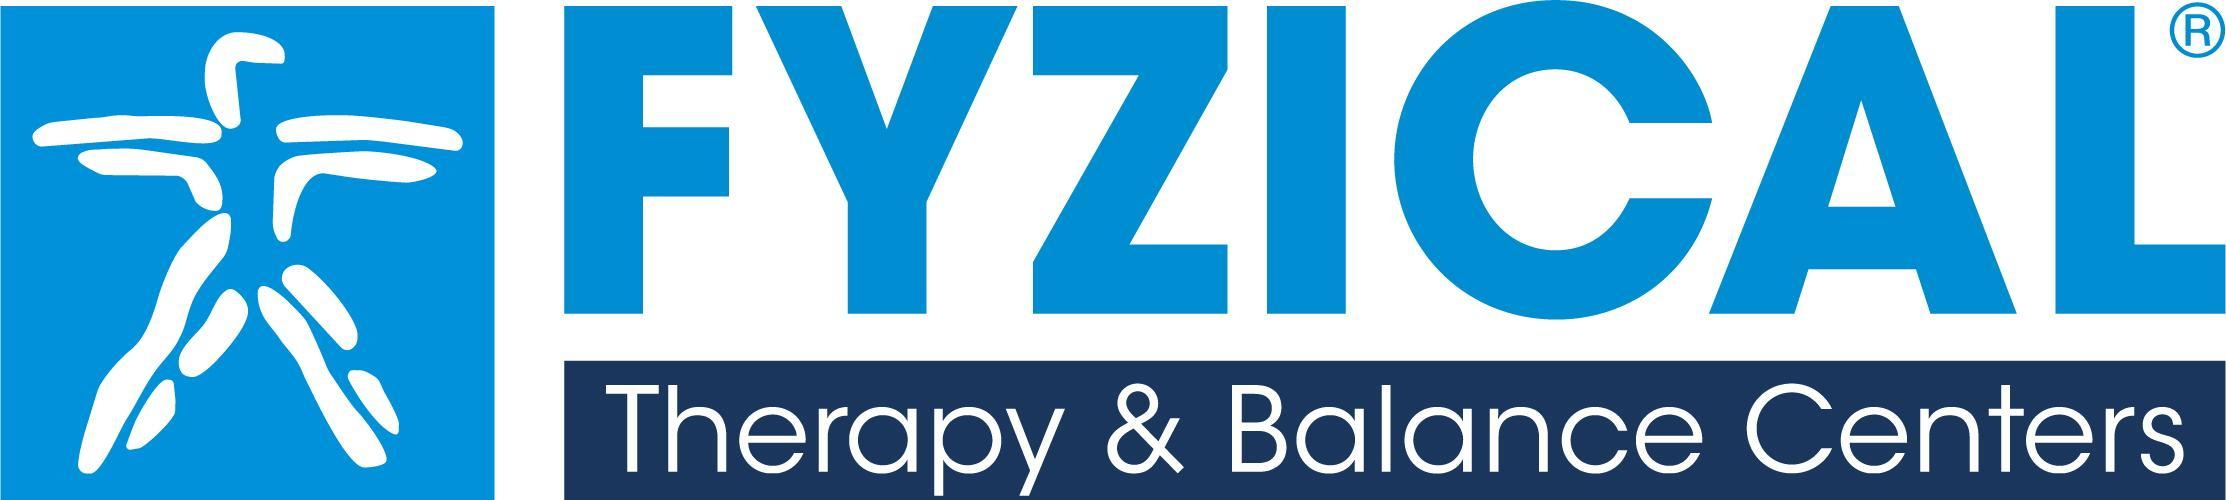 FYZICAL®
Therapy & Balance Centers